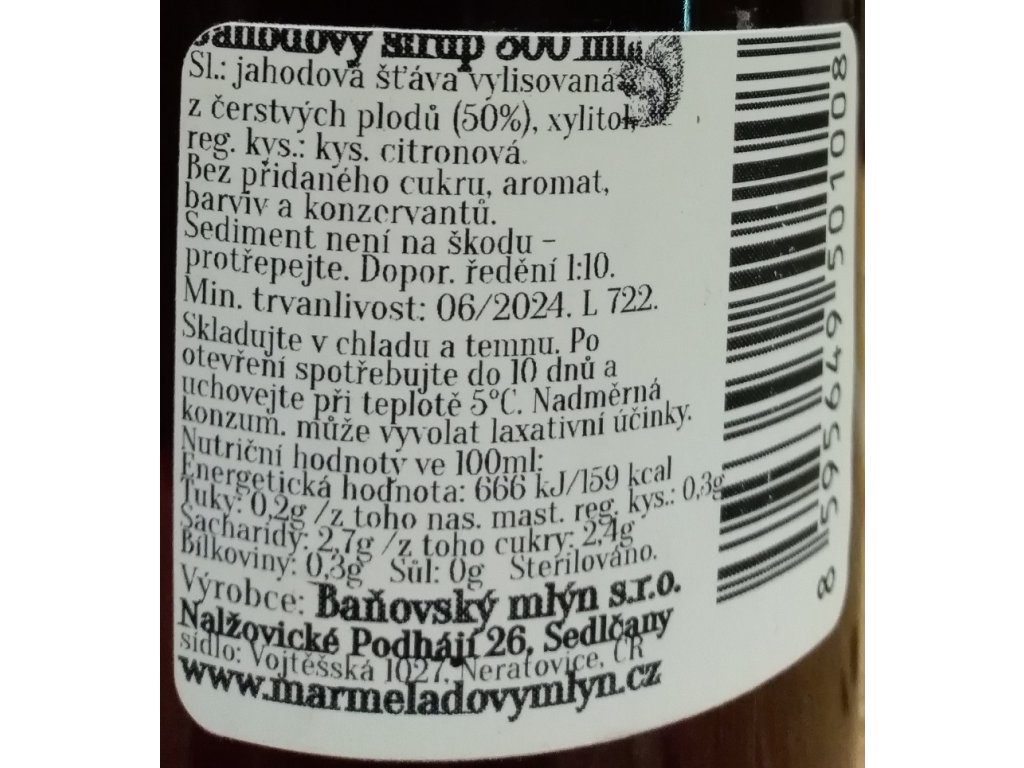 Jahodový sirup 800 ml
Sl.: jahodová šťáva vylisovaná
z čerstvých plodů (50%), xylitol,
reg. kys.: kys. citronová.
Bez přidaného cukru, aromat,
barviv a konzervantů.
Sediment není na škodu –
protřepejte. Dopor. ředění 1:10.
Min. trvanlivost: 06/2024. L 722.
Skladujte v chladu a temnu. Po
otevření spotřebujte do 10 dnů a
uchovejte při teplotě 5°C. Nadměrná
konzum. může vyvolat laxativní účinky.
Nutriční hodnoty ve 100ml:
Energetická hodnota: 666 kJ/159 kcal
Tuky: 0,2g /z toho nas. mast. reg. kys.: 0,3g
Sacharidy: 2,7g /z toho cukry: 2,4g
Bílkoviny: 0,3g Sůl: 0g Sterilováno.
Výrobce: Baňovský mlýn s.r.o.
Nalžovické Podhájí 26, Sedlčany
sídlo: Vojtěšská 1027, Neratovice, ČR
www.marmeladovymlyn.cz
8 595649 501008